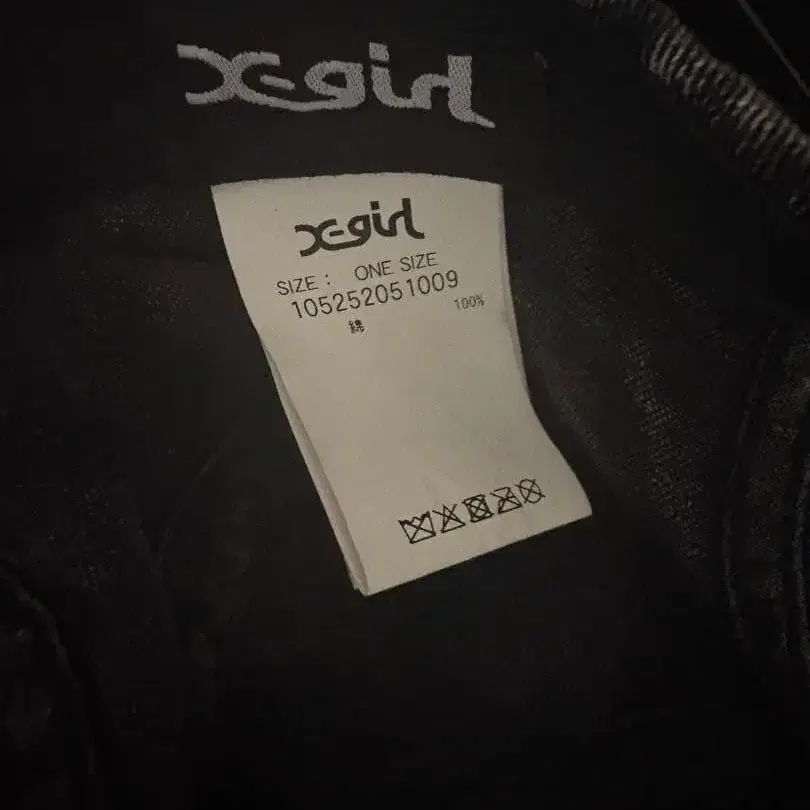 X-girl
X-girl
SIZE : ONE SIZE
105252051009
綿 100%